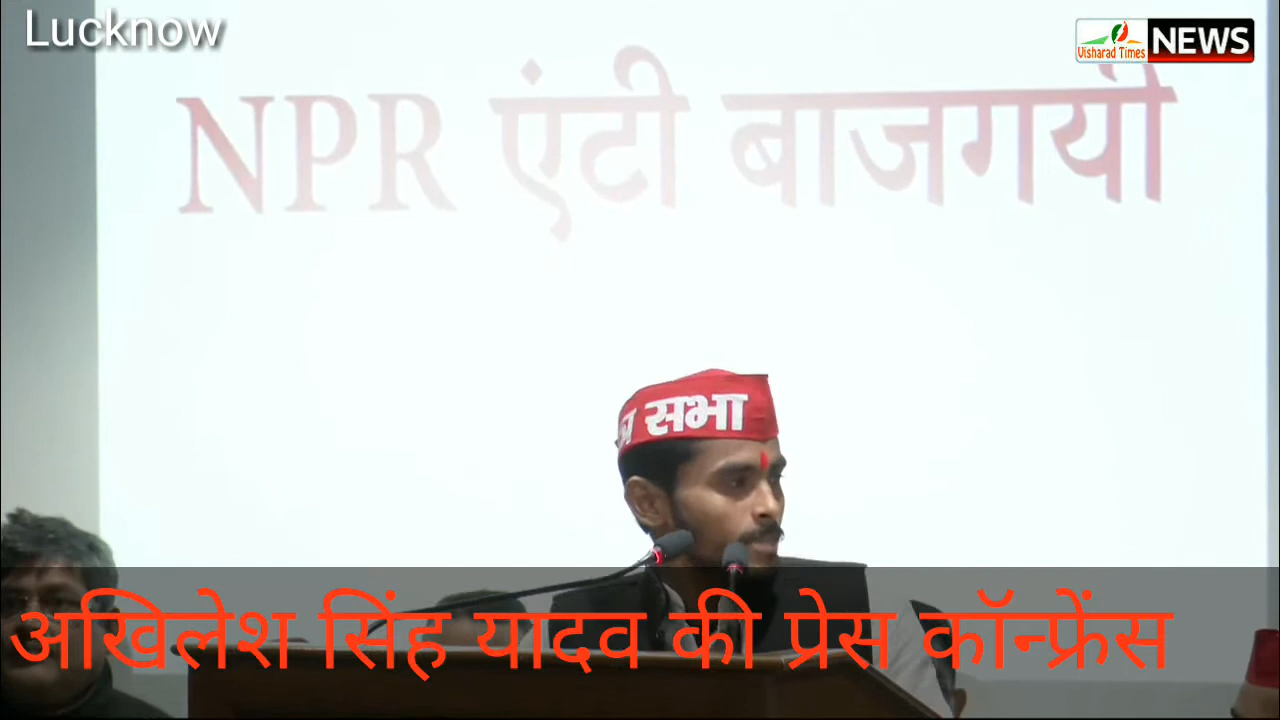 Lucknow
Visharad Times NEWS
NPR एंटी बाजगयी
सभा
अखिलेश सिंह यादव की प्रेस कॉन्फ्रेंस